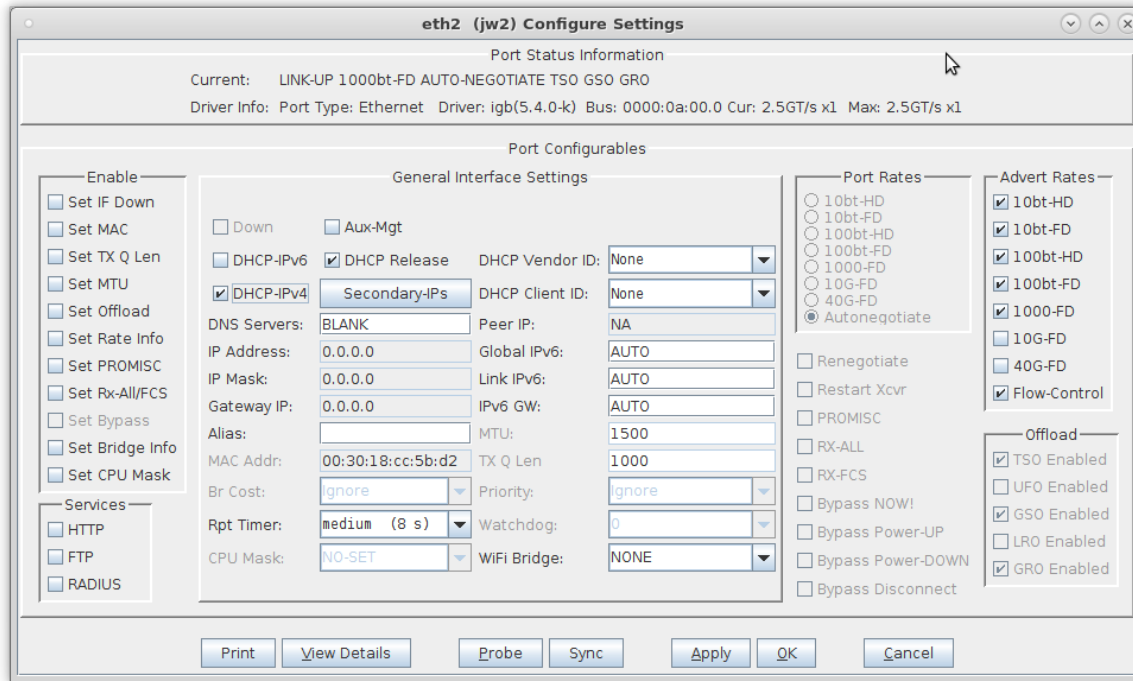 eth2 (jw2) Configure Settings
Port Status Information
Current: LINK-UP 1000bt-FD AUTO-NEGOTIATE TSO GSO GRO
Driver Info: Port Type: Ethernet Driver: igb(5.4.0-k) Bus: 0000:0a:00.0 Cur: 2.5GT/s x1 Max: 2.5GT/s x1
Port Configurables
Enable
Set IF Down
Set MAC
Set TX Q Len
Set MTU
Set Offload
Set Rate Info
Set PROMISC
Set Rx-All/FCS
Set Bypass
Set Bridge Info
Set CPU Mask
Services
HTTP
FTP
RADIUS
General Interface Settings
Down Aux-Mgt
DHCP-IPv6 DHCP Release DHCP Vendor ID: None
DHCP-IPv4 Secondary-IPs DHCP Client ID: None
DNS Servers: BLANK Peer IP: NA
IP Address: 0.0.0.0 Global IPv6: AUTO
IP Mask: 0.0.0.0 Link IPv6: AUTO
Gateway IP: 0.0.0.0 IPv6 GW: AUTO
Alias: MTU: 1500
MAC Addr: 00:30:18:cc:5b:d2 TX Q Len 1000
Br Cost: Ignore Priority: Ignore
Rpt Timer: medium (8 s) Watchdog: 0
CPU Mask: NO-SET WiFi Bridge: NONE
Port Rates
10bt-HD
10bt-FD
100bt-HD
100bt-FD
1000-FD
10G-FD
40G-FD
Autonegotiate
Renegotiate
Restart Xcvr
PROMISC
RX-ALL
RX-FCS
Bypass NOW!
Bypass Power-UP
Bypass Power-DOWN
Bypass Disconnect
Advert Rates
10bt-HD
10bt-FD
100bt-HD
100bt-FD
1000-FD
10G-FD
40G-FD
Flow-Control
Offload
TSO Enabled
UFO Enabled
GSO Enabled
LRO Enabled
GRO Enabled
Print View Details Probe Sync Apply OK Cancel